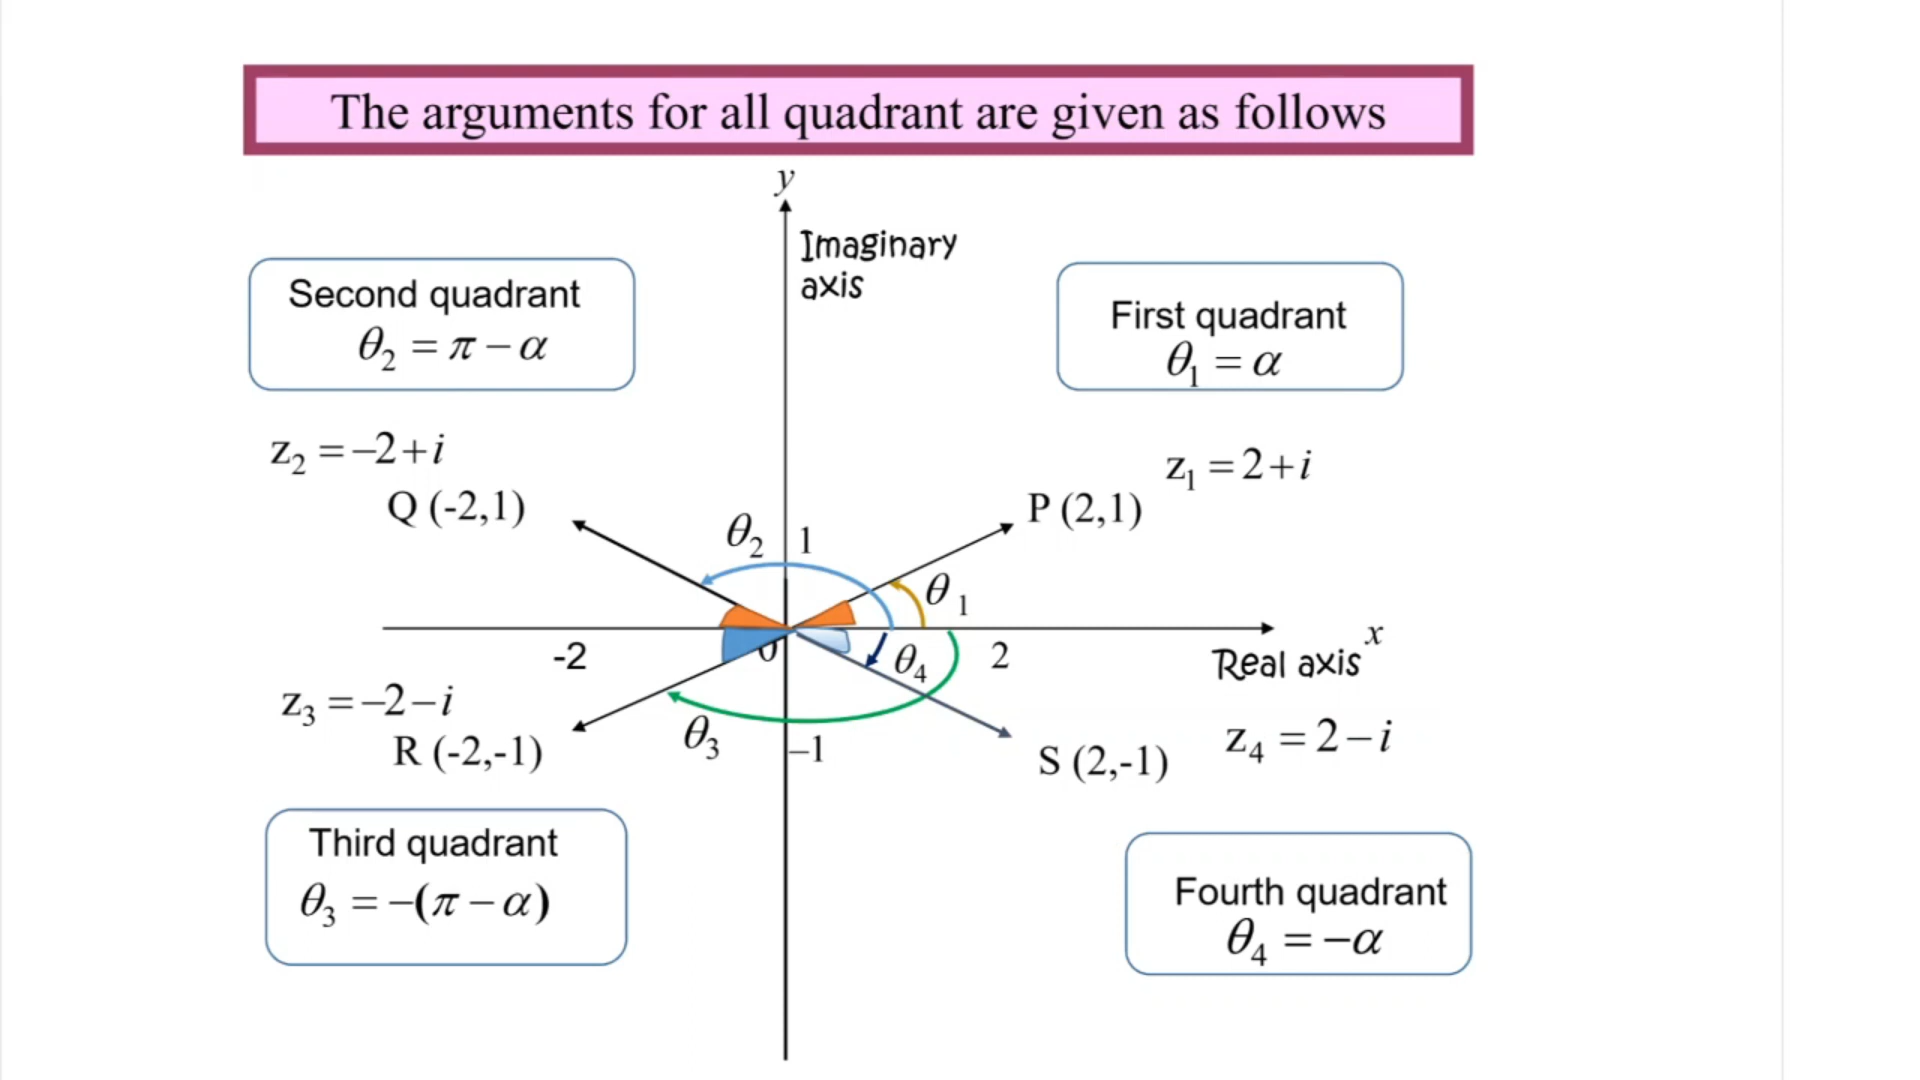 The arguments for all quadrant are given as follows
y
Imaginary
axis
Second quadrant
θ₂ = π − α
First quadrant
θ₁ = α
z₂ = −2 + i
Q (-2,1)
z₁ = 2 + i
P (2,1)
θ₂
1
θ₁
-2
0
θ₄
2
x
Real axis
z₃ = −2 − i
R (-2,-1)
θ₃
−1
z₄ = 2 − i
S (2,-1)
Third quadrant
θ₃ = −(π − α)
Fourth quadrant
θ₄ = −α